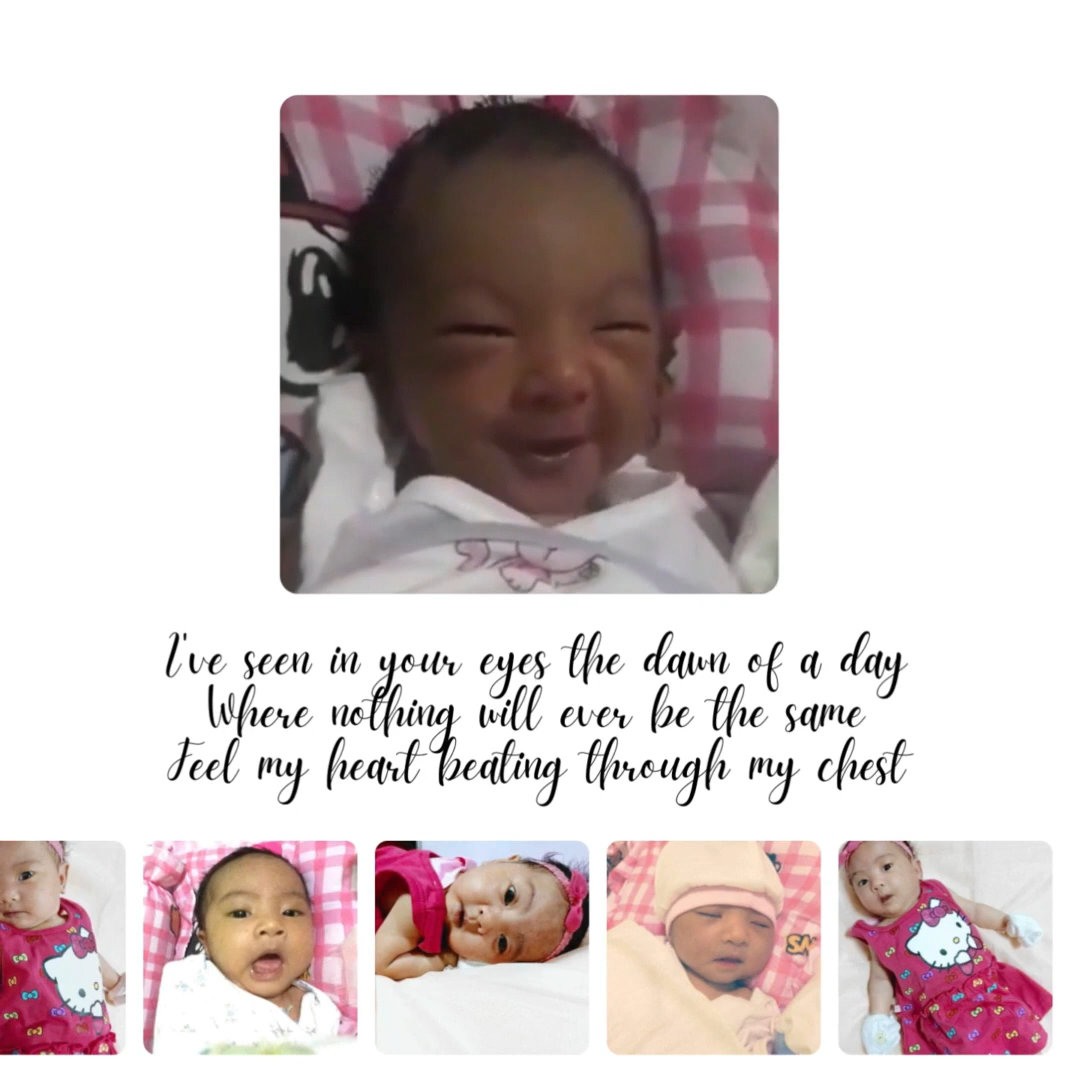 I've seen in your eyes the dawn of a day
Where nothing will ever be the same
Feel my heart beating through my chest